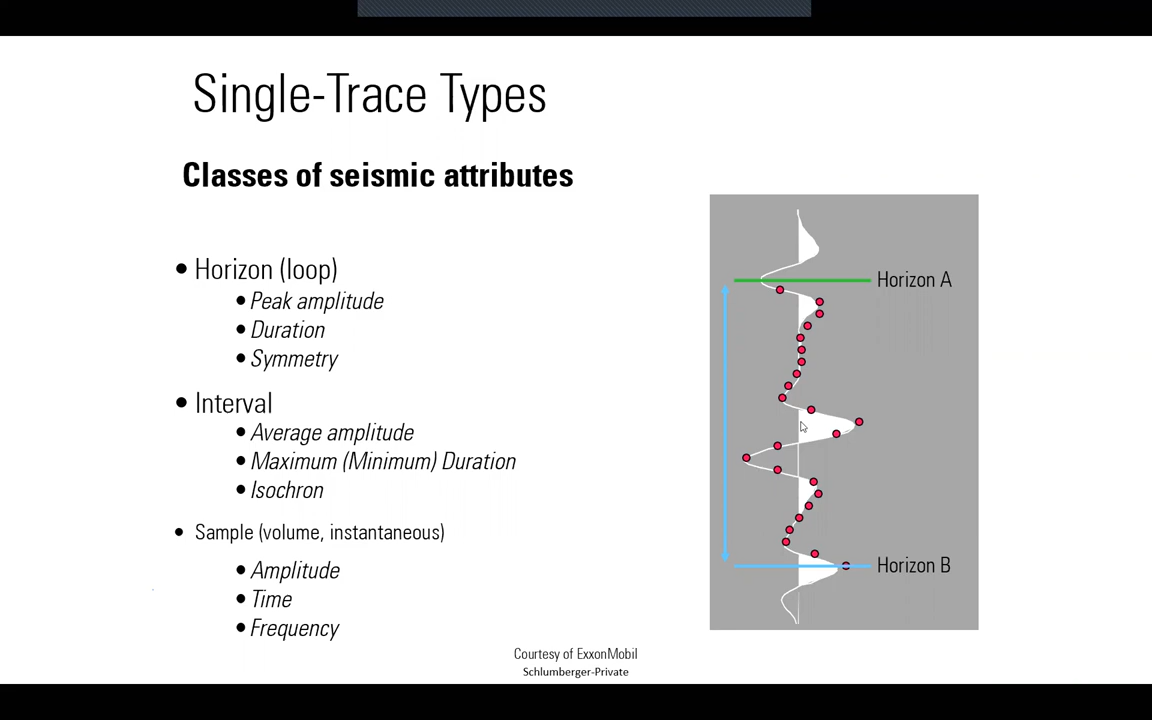 Single-Trace Types
Classes of seismic attributes
• Horizon (loop)
• Peak amplitude
• Duration
• Symmetry
• Interval
• Average amplitude
• Maximum (Minimum) Duration
• Isochron
• Sample (volume, instantaneous)
• Amplitude
• Time
• Frequency
Horizon A
Horizon B
Courtesy of ExxonMobil
Schlumberger-Private